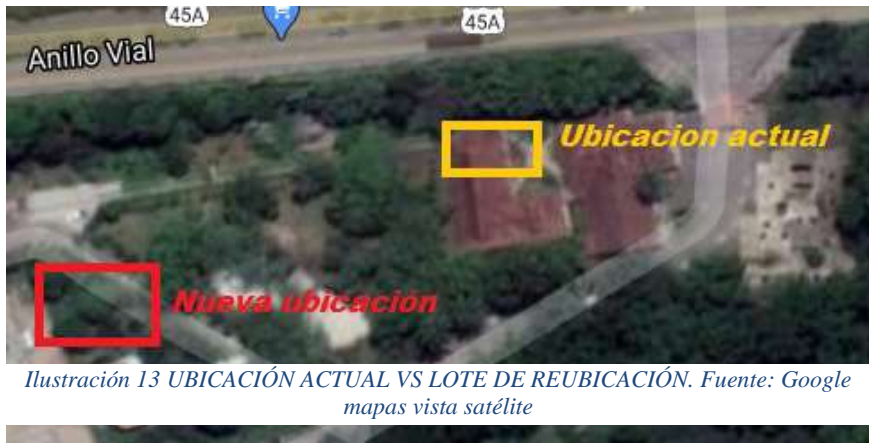 45A
45A
Anillo Vial
Ubicacion actual
Nueva ubicación
Ilustración 13 UBICACIÓN ACTUAL VS LOTE DE REUBICACIÓN. Fuente: Google
mapas vista satélite